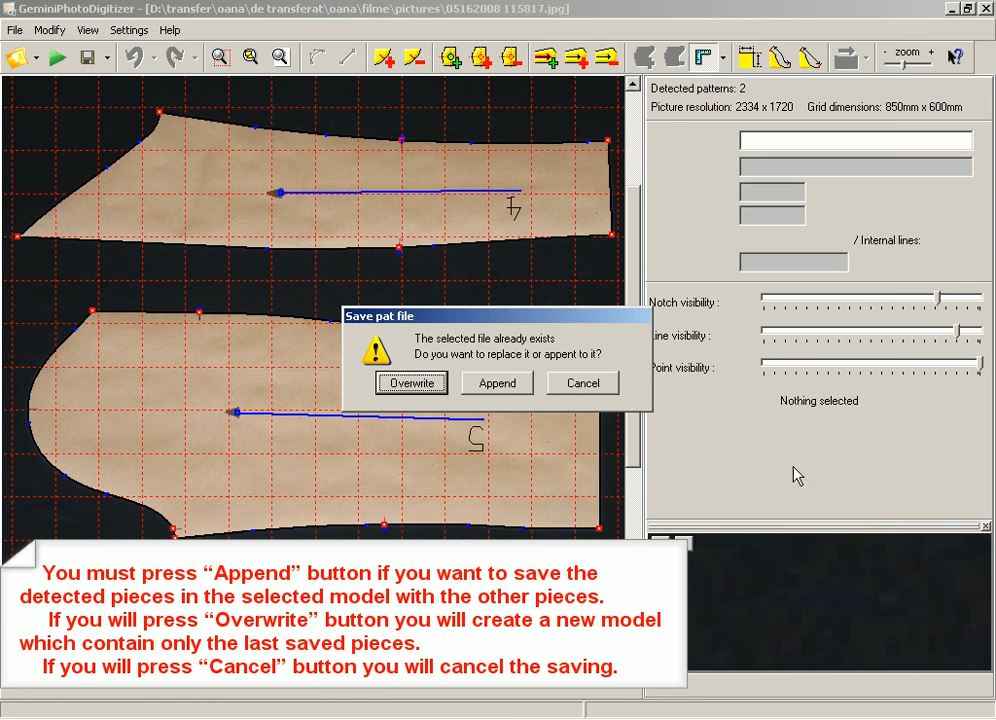 GeminiPhotoDigitizer - [D:\transfer\oana\de transferat\oana\filme\pictures\05162008 115817.jpg]
File Modify View Settings Help
- zoom +
Detected patterns: 2
Picture resolution: 2334 x 1720 Grid dimensions: 850mm x 600mm
/ Internal lines:
Notch visibility :
Line visibility :
Point visibility :
Nothing selected
4
5
Save pat file
The selected file already exists
Do you want to replace it or appent to it?
Overwrite Append Cancel
You must press “Append” button if you want to save the
detected pieces in the selected model with the other pieces.
If you will press “Overwrite” button you will create a new model
which contain only the last saved pieces.
If you will press “Cancel” button you will cancel the saving.